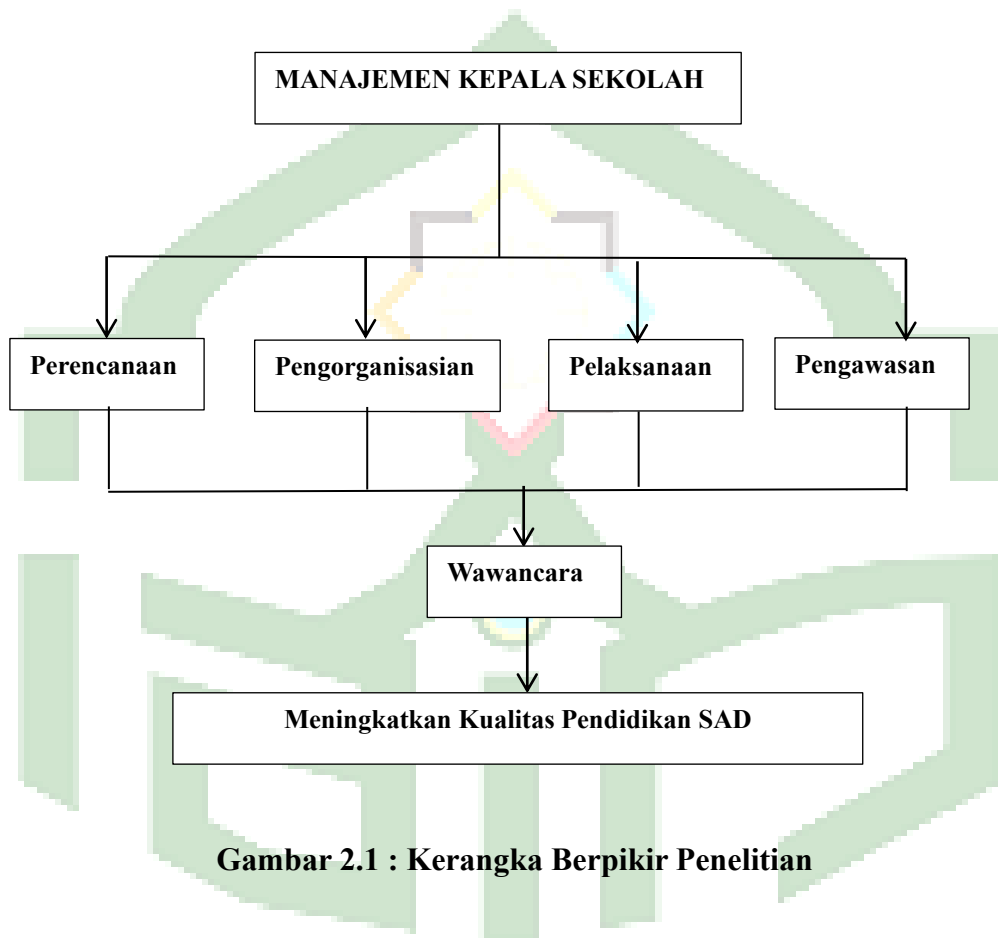 MANAJEMEN KEPALA SEKOLAH
Perencanaan
Pengorganisasian
Pelaksanaan
Pengawasan
Wawancara
Meningkatkan Kualitas Pendidikan SAD
Gambar 2.1 : Kerangka Berpikir Penelitian